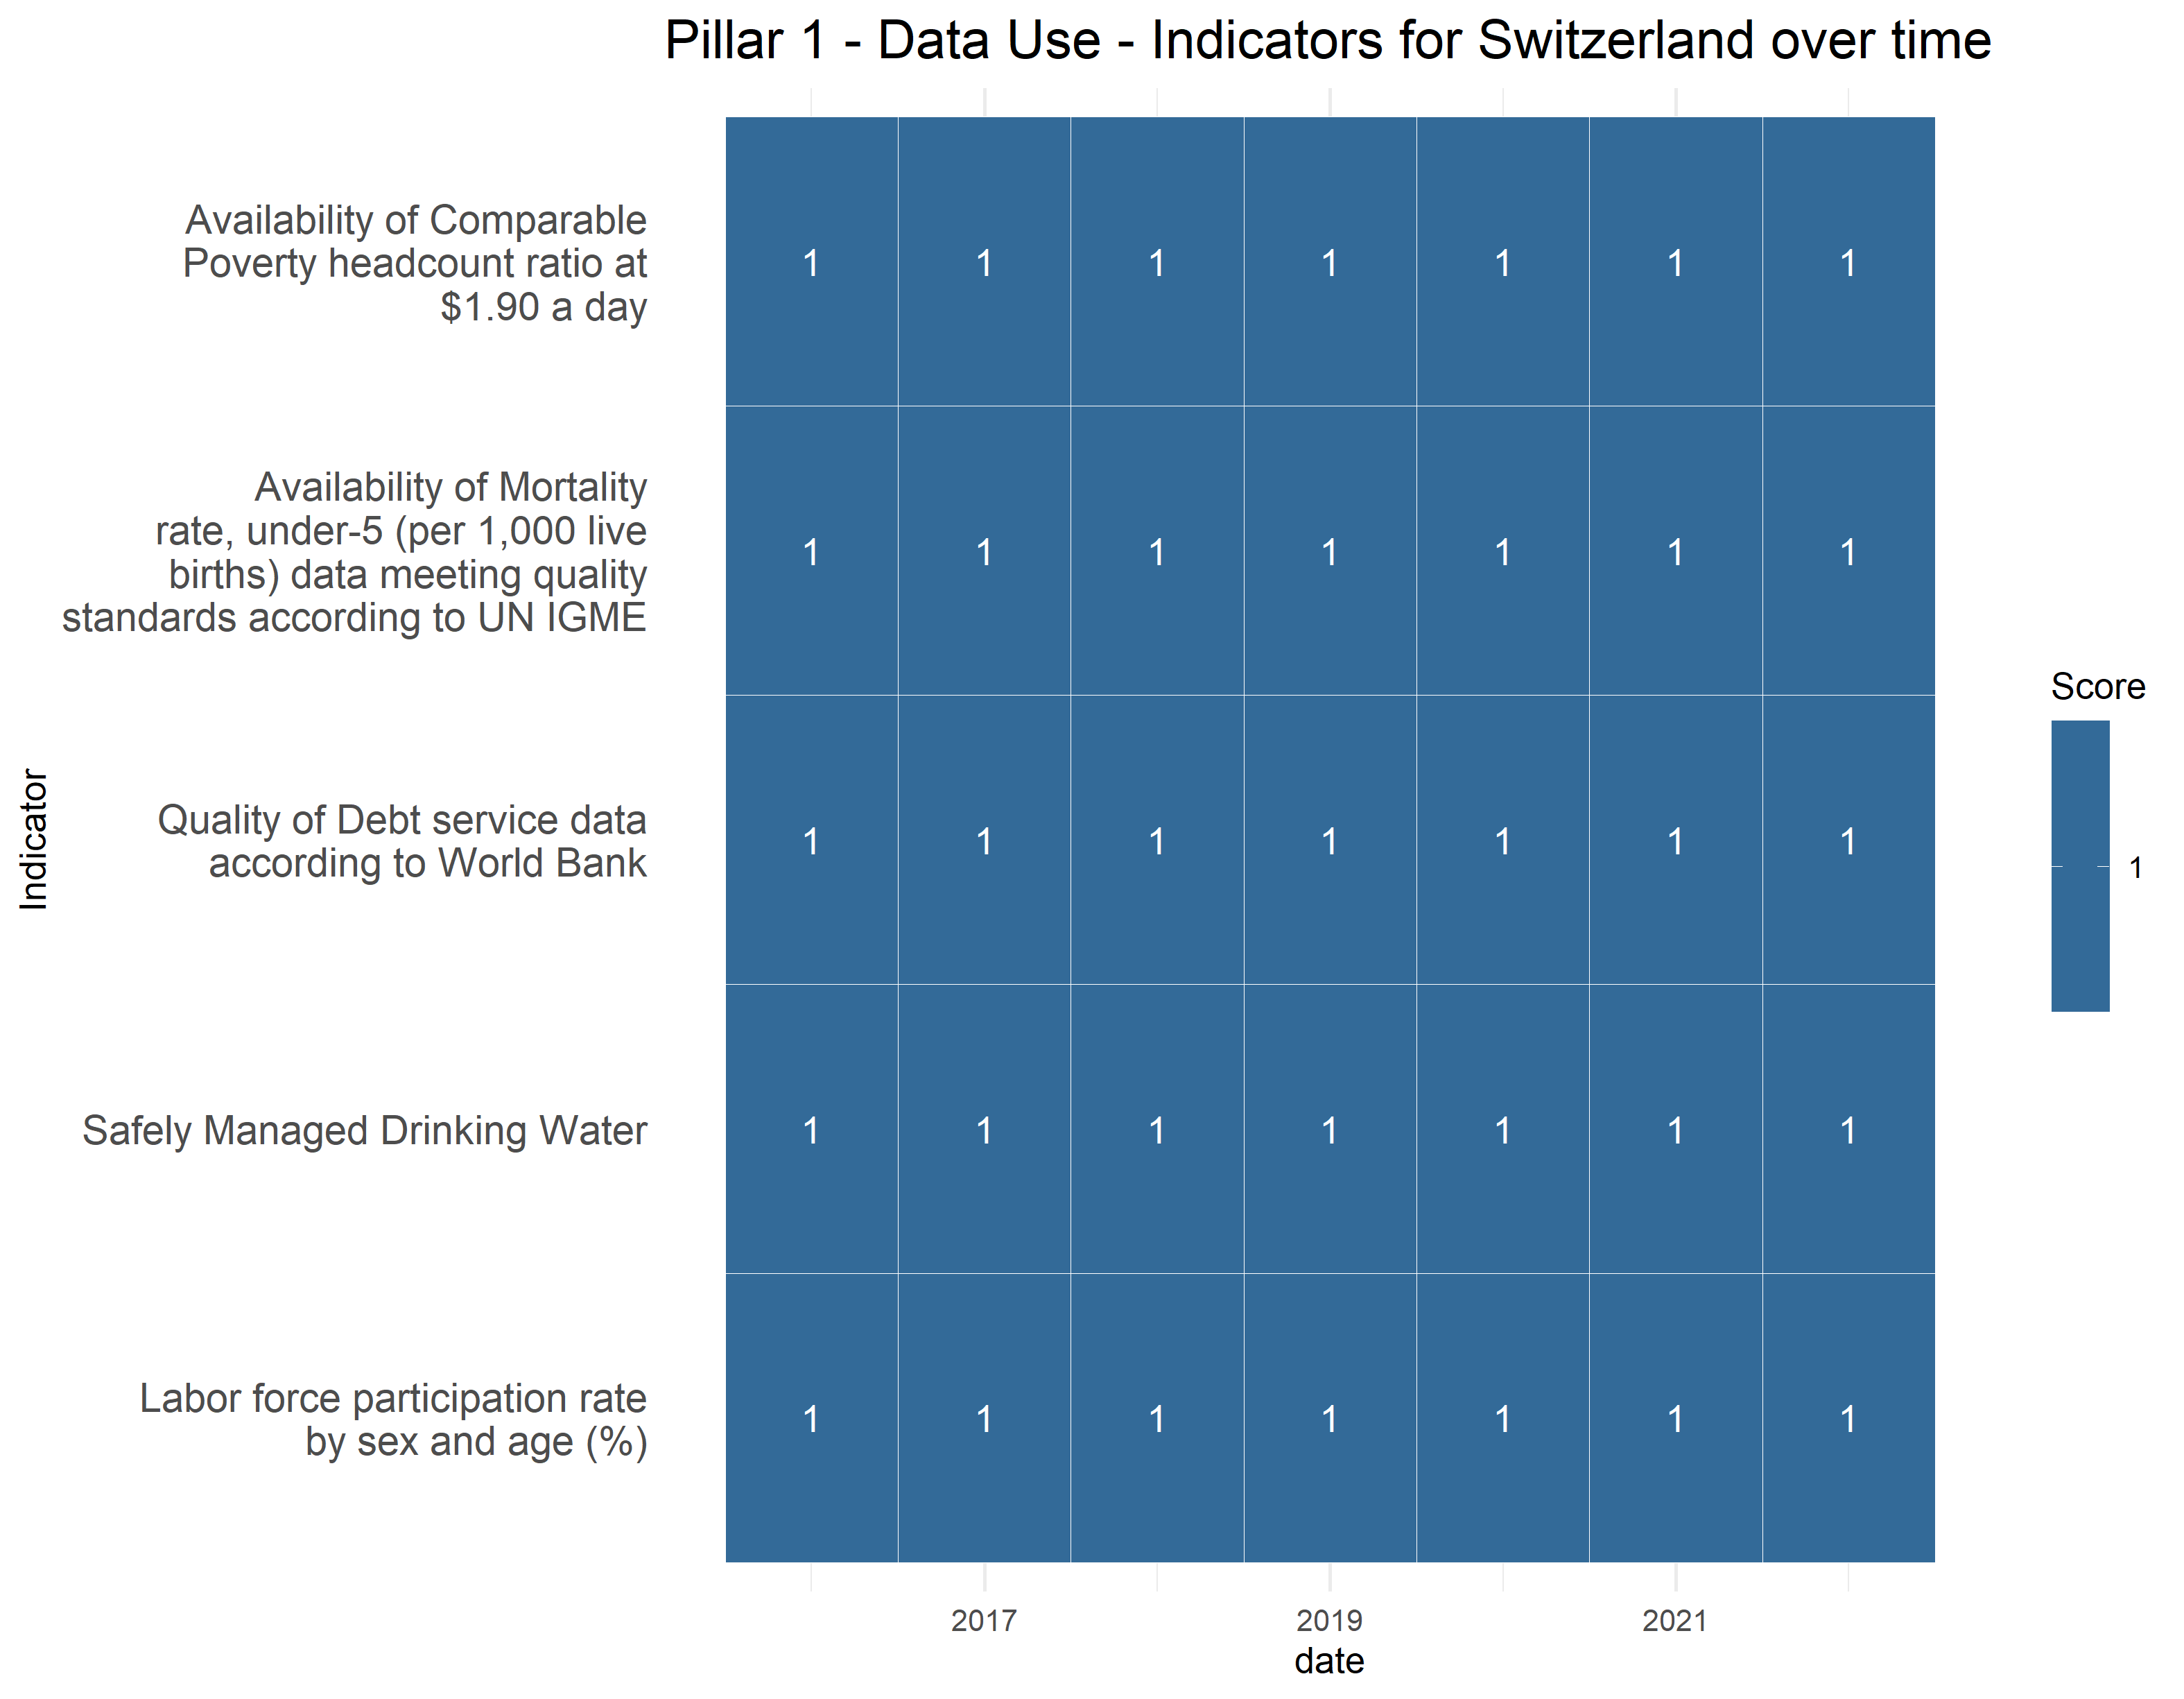 Pillar 1 - Data Use - Indicators for Switzerland over time
Indicator
Availability of Comparable
Poverty headcount ratio at
$1.90 a day
1 1 1 1 1 1 1
Availability of Mortality
rate, under-5 (per 1,000 live
births) data meeting quality
standards according to UN IGME
1 1 1 1 1 1 1
Quality of Debt service data
according to World Bank
1 1 1 1 1 1 1
Safely Managed Drinking Water
1 1 1 1 1 1 1
Labor force participation rate
by sex and age (%)
1 1 1 1 1 1 1
2017 2019 2021
date
Score
1